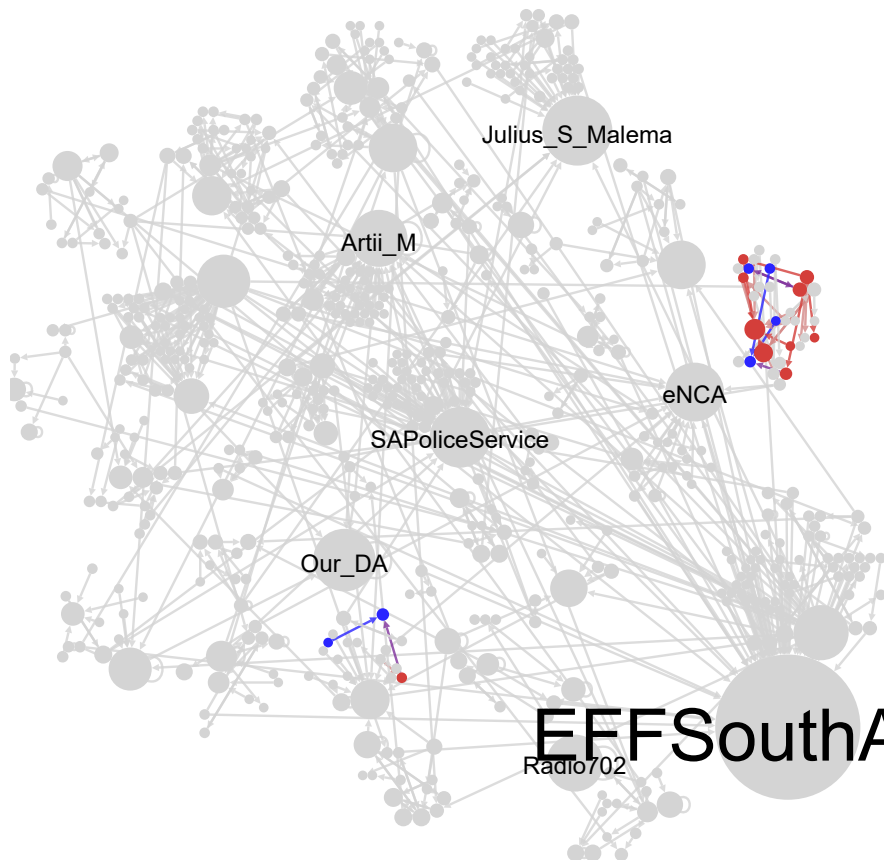 Julius_S_Malema
Artii_M
eNCA
SAPoliceService
Our_DA
EFFSouthA
Radio702